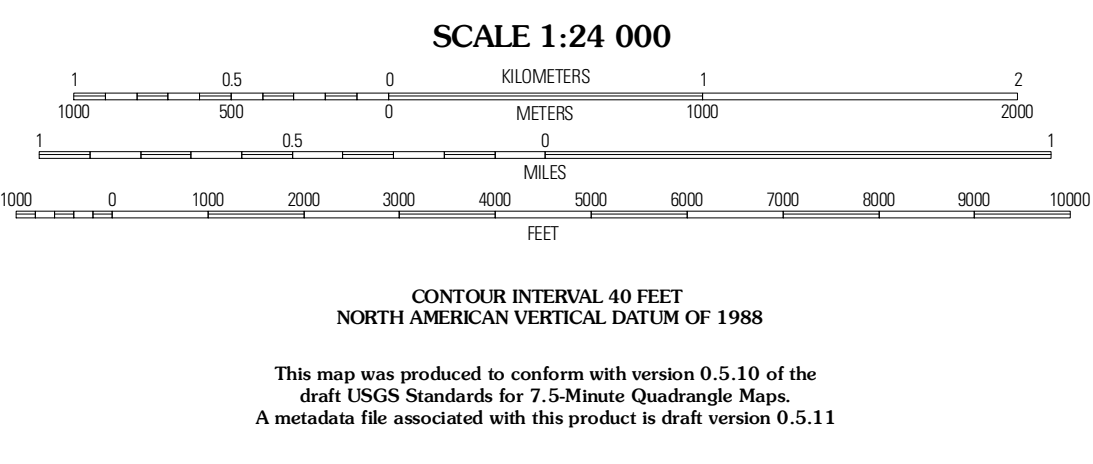 SCALE 1:24 000
1 0.5 0 KILOMETERS 1 2
1000 500 0 METERS 1000 2000
1 0.5 0 1
MILES
1000 0 1000 2000 3000 4000 5000 6000 7000 8000 9000 10000
FEET
CONTOUR INTERVAL 40 FEET
NORTH AMERICAN VERTICAL DATUM OF 1988
This map was produced to conform with version 0.5.10 of the
draft USGS Standards for 7.5-Minute Quadrangle Maps.
A metadata file associated with this product is draft version 0.5.11